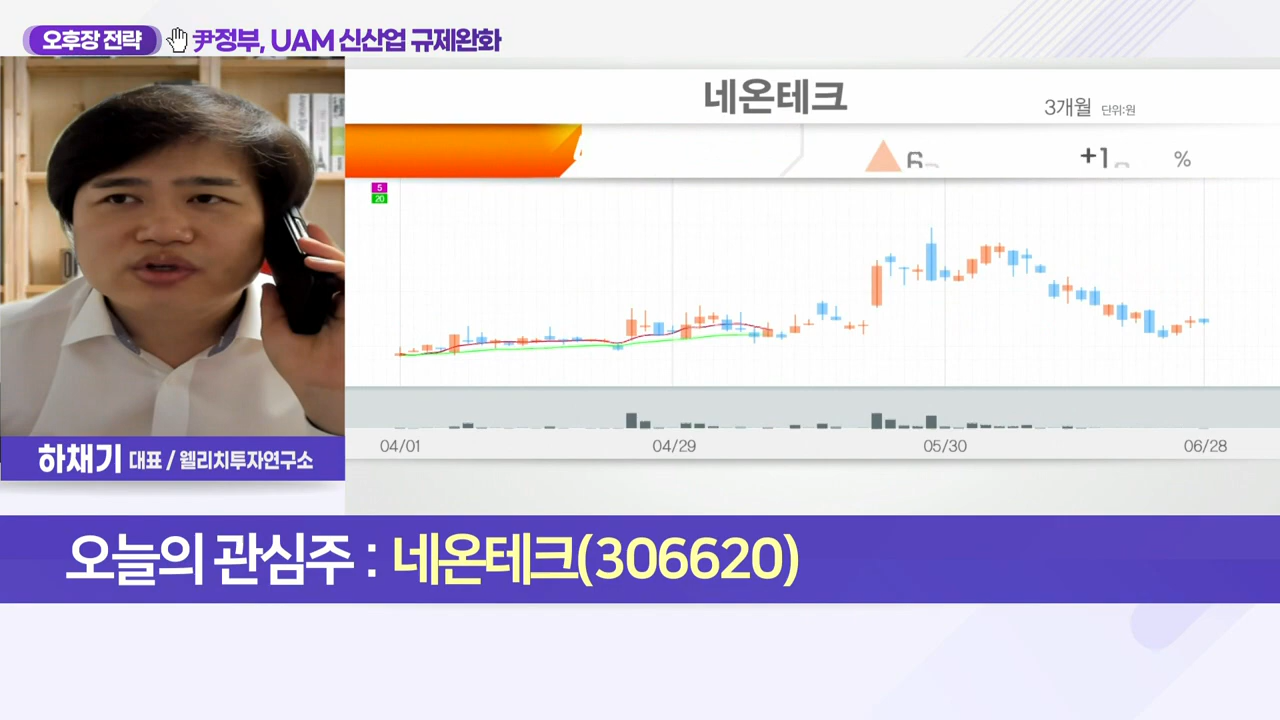 오후장 전략
尹정부, UAM 신산업 규제완화
네온테크
3개월 단위:원
+1 %
5
20
04/01 04/29 05/30 06/28
하채기 대표 / 웰리치투자연구소
오늘의 관심주 : 네온테크(306620)